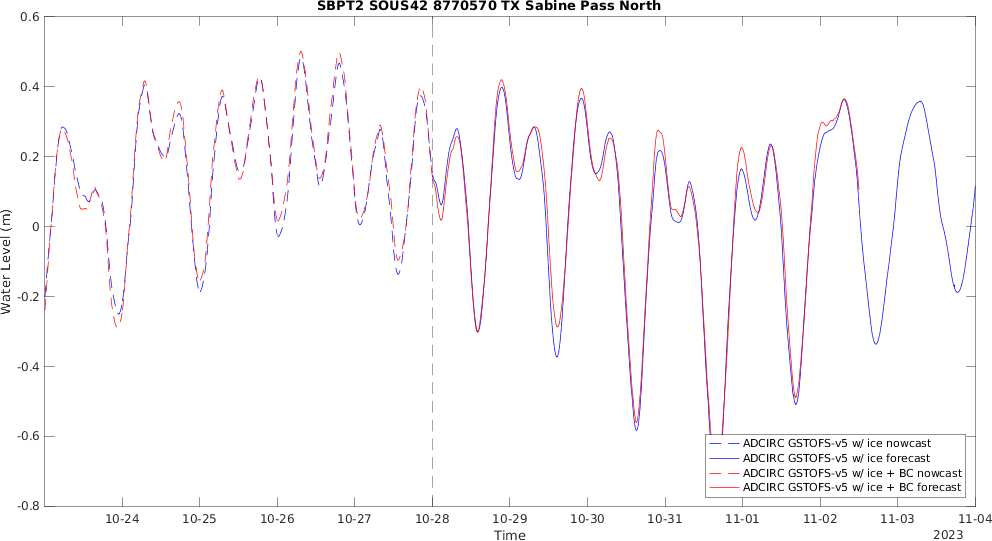 SBPT2 SOUS42 8770570 TX Sabine Pass North
0.6
0.4
0.2
0
-0.2
-0.4
-0.6
-0.8
Water Level (m)
ADCIRC GSTOFS-v5 w/ ice nowcast
ADCIRC GSTOFS-v5 w/ ice forecast
ADCIRC GSTOFS-v5 w/ ice + BC nowcast
ADCIRC GSTOFS-v5 w/ ice + BC forecast
10-24 10-25 10-26 10-27 10-28 10-29 10-30 10-31 11-01 11-02 11-03 11-04
Time
2023